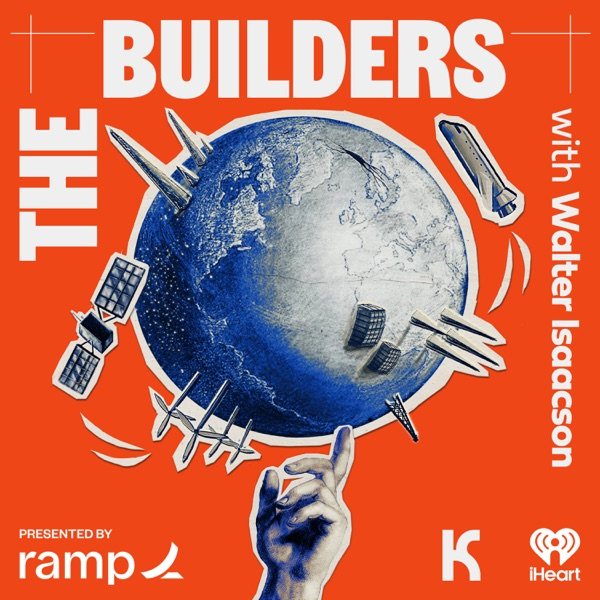 THE
BUILDERS
with Walter Isaacson
PRESENTED BY
ramp
K
iHeart